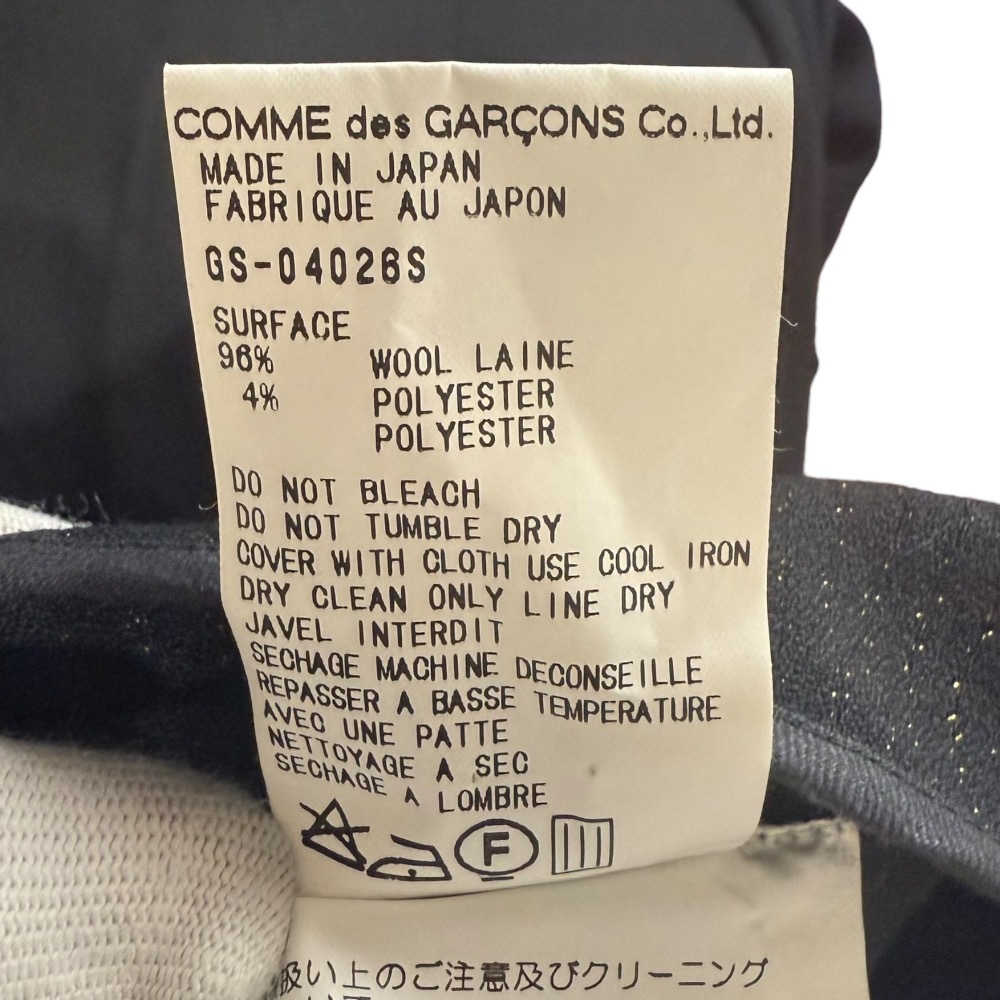 COMME des GARÇONS Co.,Ltd.
MADE IN JAPAN
FABRIQUE AU JAPON
GS-04026S
SURFACE
96% WOOL LAINE
4% POLYESTER
POLYESTER
DO NOT BLEACH
DO NOT TUMBLE DRY
COVER WITH CLOTH USE COOL IRON
DRY CLEAN ONLY LINE DRY
JAVEL INTERDIT
SECHAGE MACHINE DECONSEILLE
REPASSER A BASSE TEMPERATURE
AVEC UNE PATTE
NETTOYAGE A SEC
SECHAGE A LOMBRE
F
扱い上のご注意及びクリーニング